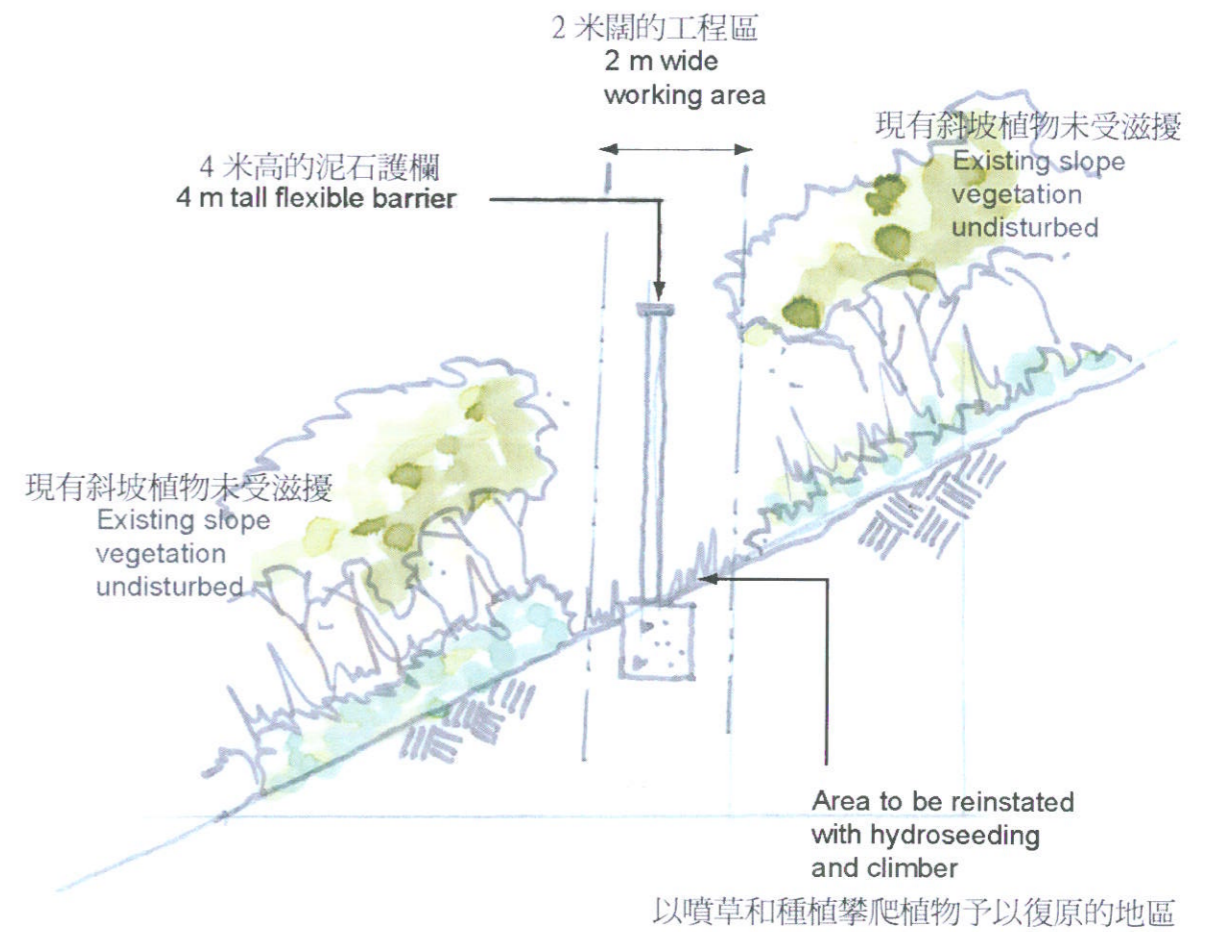 2 米闊的工程區
2 m wide
working area
現有斜坡植物未受滋擾
Existing slope
vegetation
undisturbed
4 米高的泥石護欄
4 m tall flexible barrier
現有斜坡植物未受滋擾
Existing slope
vegetation
undisturbed
Area to be reinstated
with hydroseeding
and climber
以噴草和種植攀爬植物予以復原的地區